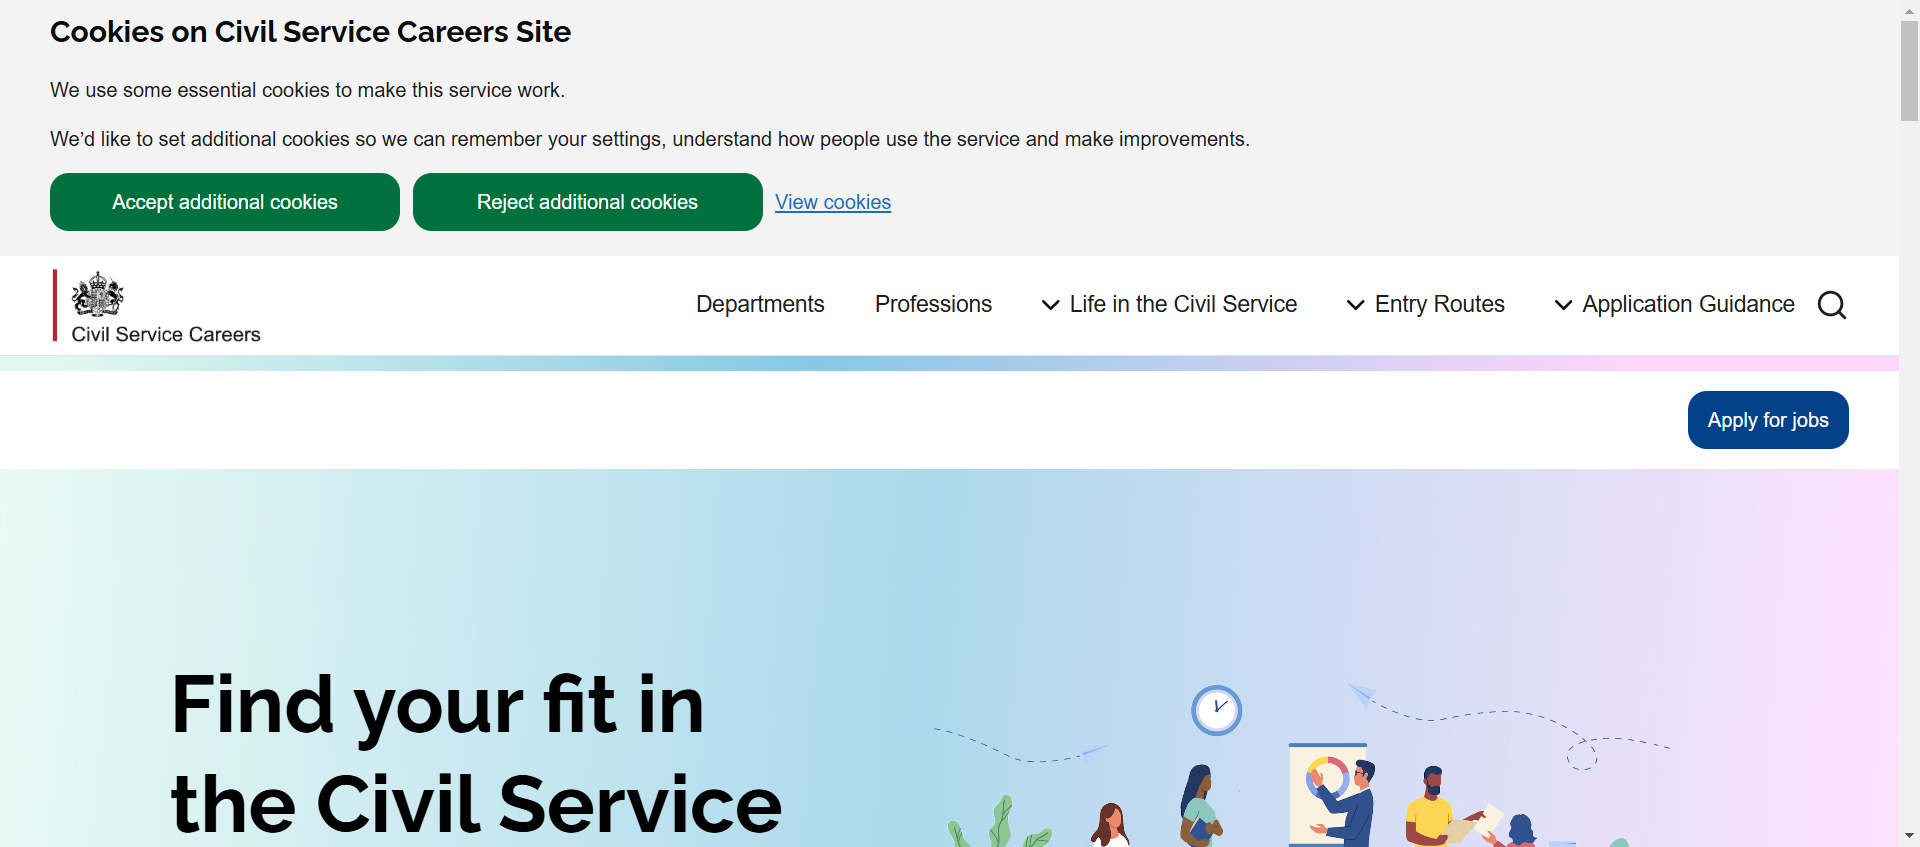 Cookies on Civil Service Careers Site
We use some essential cookies to make this service work.
We’d like to set additional cookies so we can remember your settings, understand how people use the service and make improvements.
Accept additional cookies
Reject additional cookies
View cookies
Civil Service Careers
Departments
Professions
Life in the Civil Service
Entry Routes
Application Guidance
Apply for jobs
Find your fit in
the Civil Service